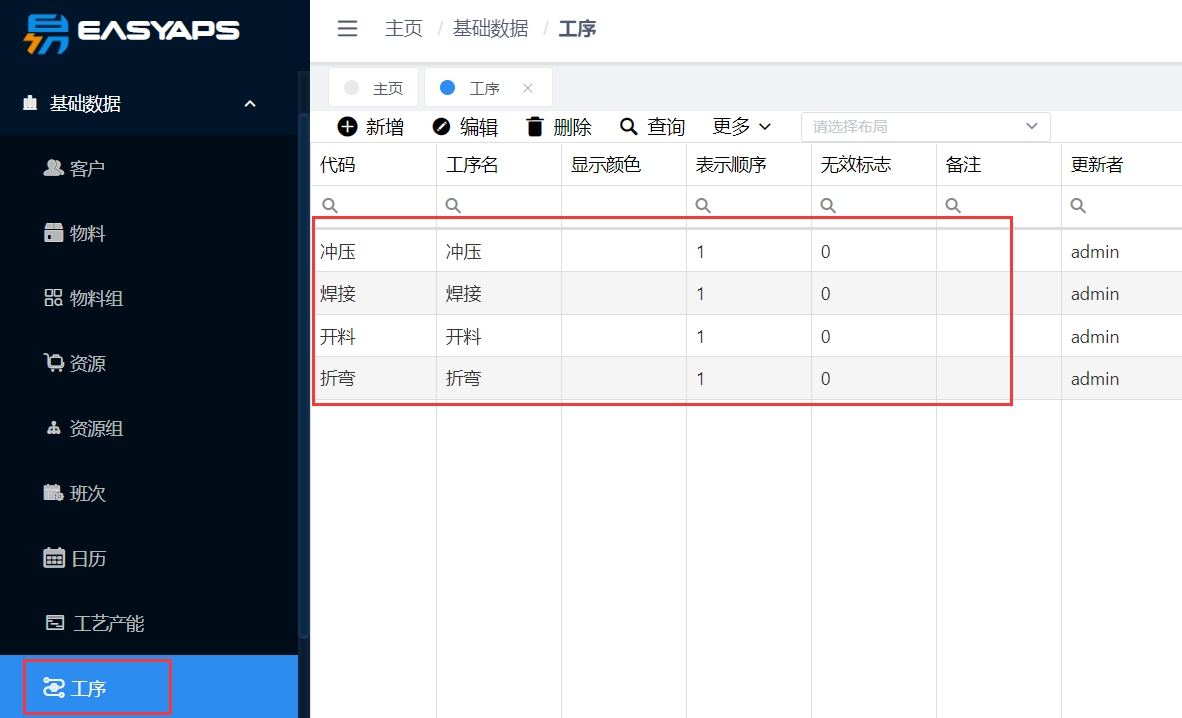 EASYAPS
基础数据
客户
物料
物料组
资源
资源组
班次
日历
工艺产能
工序
主页 / 基础数据 / 工序
主页 工序
新增 编辑 删除 查询 更多 请选择布局
代码 工序名 显示颜色 表示顺序 无效标志 备注 更新者
冲压 冲压 1 0 admin
焊接 焊接 1 0 admin
开料 开料 1 0 admin
折弯 折弯 1 0 admin